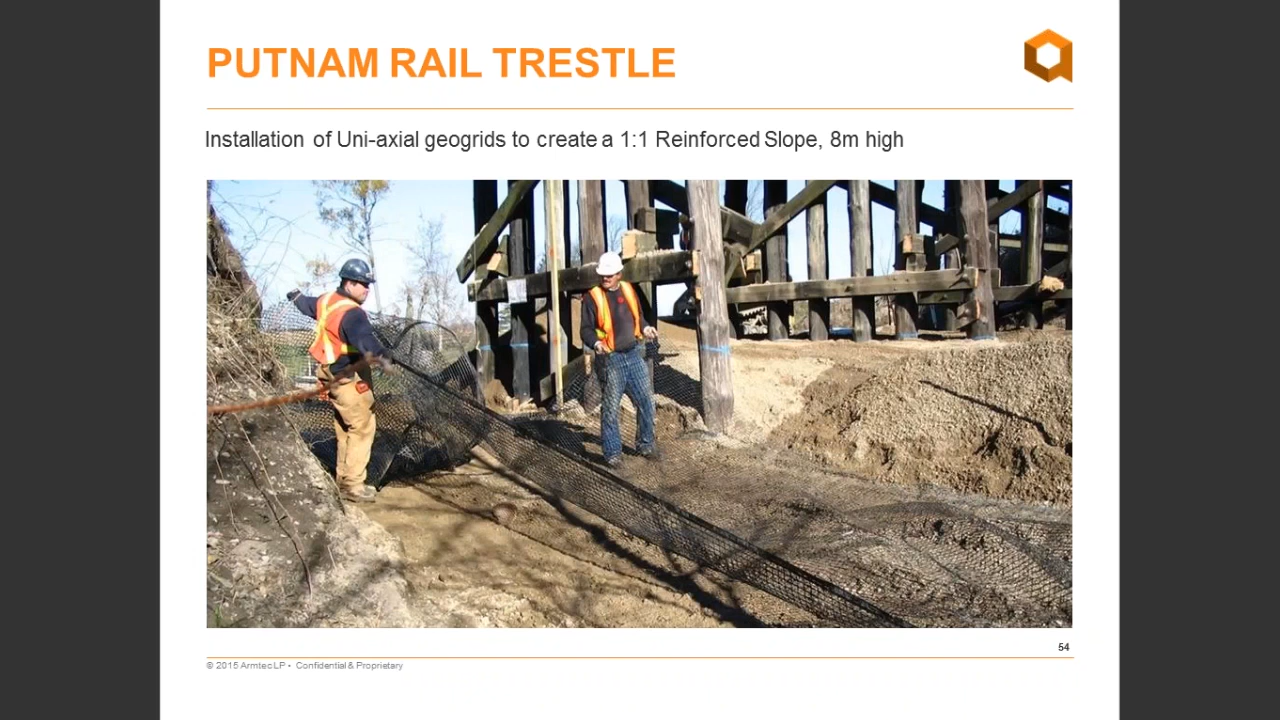 PUTNAM RAIL TRESTLE
Installation of Uni-axial geogrids to create a 1:1 Reinforced Slope, 8m high
54
© 2015 Armtec LP • Confidential & Proprietary